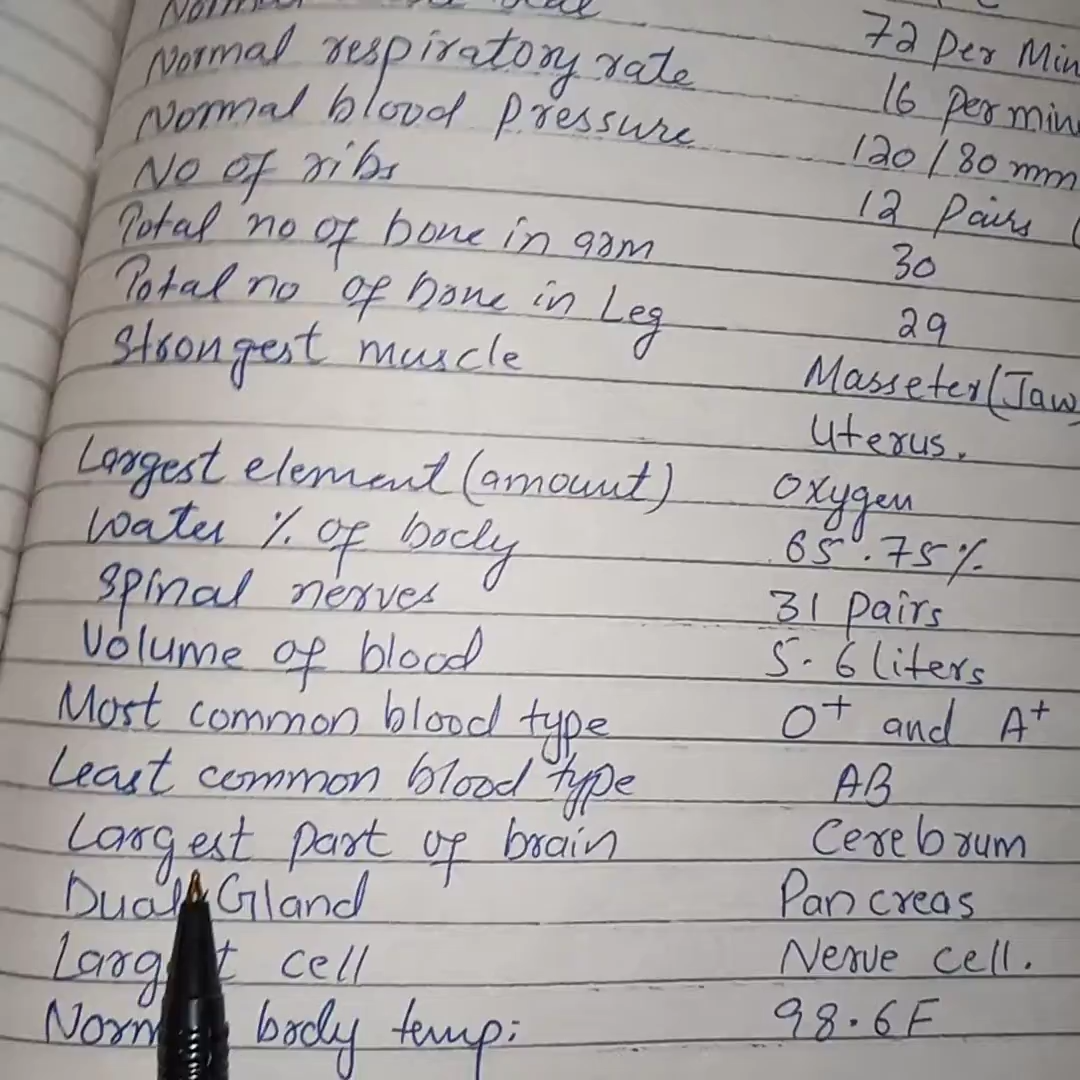 72 Per Min
Normal respiratory rate 16 Per min
Normal blood Pressure 120/80 mm
No of ribs 12 Pairs (
Total no of bone in arm 30
Total no of bone in Leg 29
Strongest muscle Masseter (Jaw
Uterus.
Largest element (amount) Oxygen
Water % of body 65.75%
Spinal nerves 31 pairs
Volume of blood 5.6 liters
Most common blood type O+ and A+
Least common blood type AB
Largest part of brain Cerebrum
Dual Gland Pancreas
Larg t cell Nerve cell.
Norm body temp: 98.6F